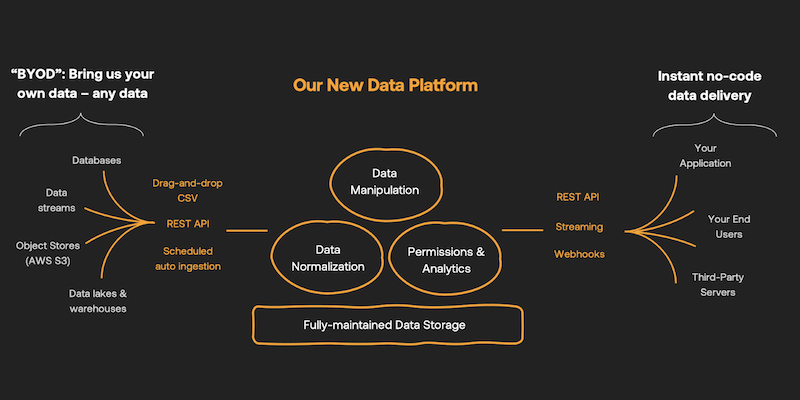 “BYOD”: Bring us your
own data – any data
Databases
Data
streams
Object Stores
(AWS S3)
Data lakes &
warehouses
Drag-and-drop
CSV
REST API
Scheduled
auto ingestion
Our New Data Platform
Data
Manipulation
Data
Normalization
Permissions &
Analytics
Fully-maintained Data Storage
REST API
Streaming
Webhooks
Instant no-code
data delivery
Your
Application
Your End
Users
Third-Party
Servers